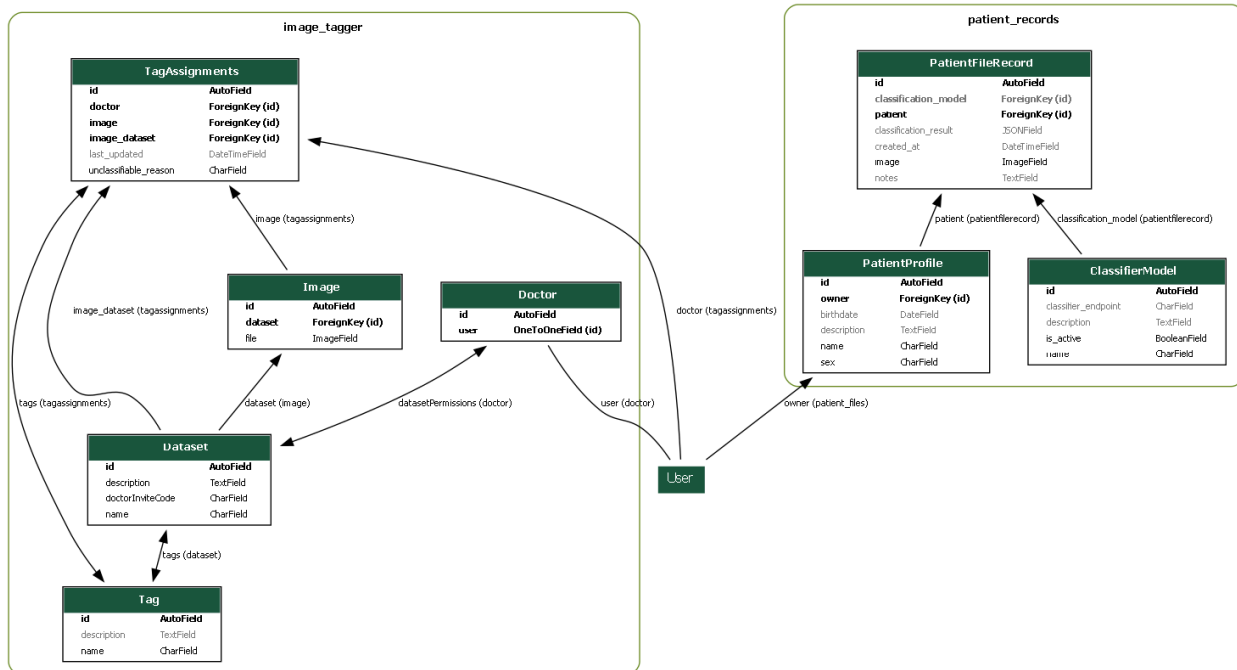 image_tagger
TagAssignments
id AutoField
doctor ForeignKey (id)
image ForeignKey (id)
image_dataset ForeignKey (id)
last_updated DateTimeField
unclassifiable_reason CharField
image (tagassignments)
Image
id AutoField
dataset ForeignKey (id)
file ImageField
Doctor
id AutoField
user OneToOneField (id)
image_dataset (tagassignments)
doctor (tagassignments)
tags (tagassignments)
dataset (image)
datasetPermissions (doctor)
user (doctor)
Dataset
id AutoField
description TextField
doctorInviteCode CharField
name CharField
tags (dataset)
Tag
id AutoField
description TextField
name CharField
User
owner (patient_files)
patient_records
PatientFileRecord
id AutoField
classification_model ForeignKey (id)
patient ForeignKey (id)
classification_result JSONField
created_at DateTimeField
image ImageField
notes TextField
patient (patientfilerecord)
classification_model (patientfilerecord)
PatientProfile
id AutoField
owner ForeignKey (id)
birthdate DateField
description TextField
name CharField
sex CharField
ClassifierModel
id AutoField
classifier_endpoint CharField
description TextField
is_active BooleanField
name CharField